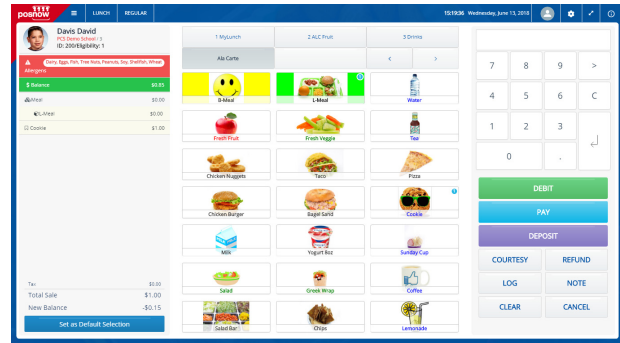 posnow
LUNCH
REGULAR
15:19:36 Wednesday, June 13, 2018
Davis David
PCS Demo School / 3
ID: 200/Eligibility: 1
Dairy, Eggs, Fish, Tree Nuts, Peanuts, Soy, Shellfish, Wheat
Allergens
$ Balance $0.85
Meal $0.00
L-Meal $0.00
Cookie $1.00
Tax $0.00
Total Sale $1.00
New Balance -$0.15
Set as Default Selection
1 MyLunch
2 ALC Fruit
3 Drinks
Ala Carte
< >
B-Meal
L-Meal
Water
Fresh Fruit
Fresh Veggie
Tea
Chicken Nuggets
Taco
Pizza
Chicken Burger
Bagel Sand
Cookie
Milk
Yogurt 8oz
Sunday Cup
Salad
Greek Wrap
Coffee
Salad Bar
Chips
Lemonade
7 8 9 >
4 5 6 C
1 2 3
0 .
DEBIT
PAY
DEPOSIT
COURTESY REFUND
LOG NOTE
CLEAR CANCEL